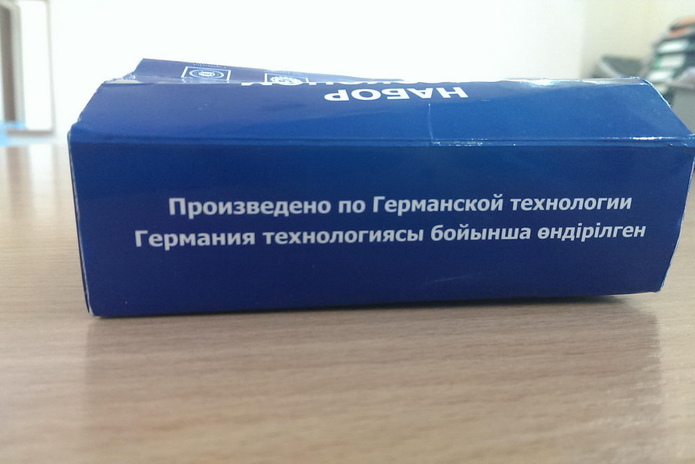 НАБОР
Произведено по Германской технологии
Германия технологиясы бойынша өндірілген